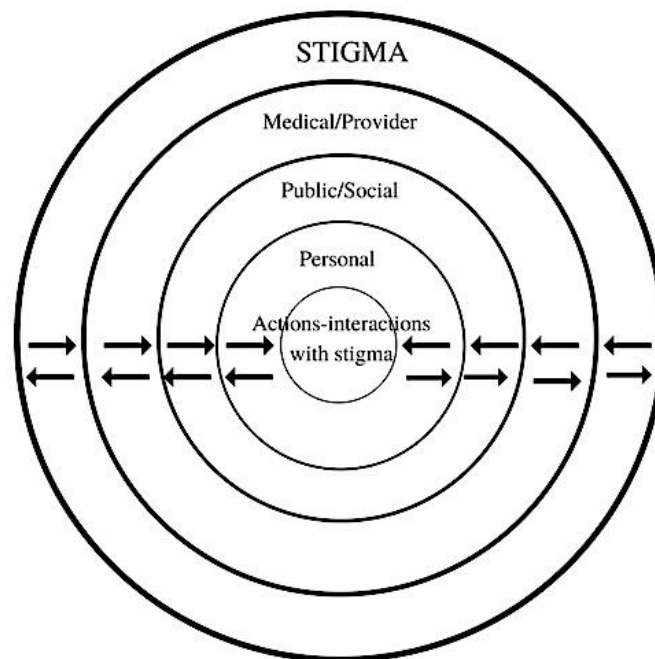 STIGMA
Medical/Provider
Public/Social
Personal
Actions-interactions
with stigma